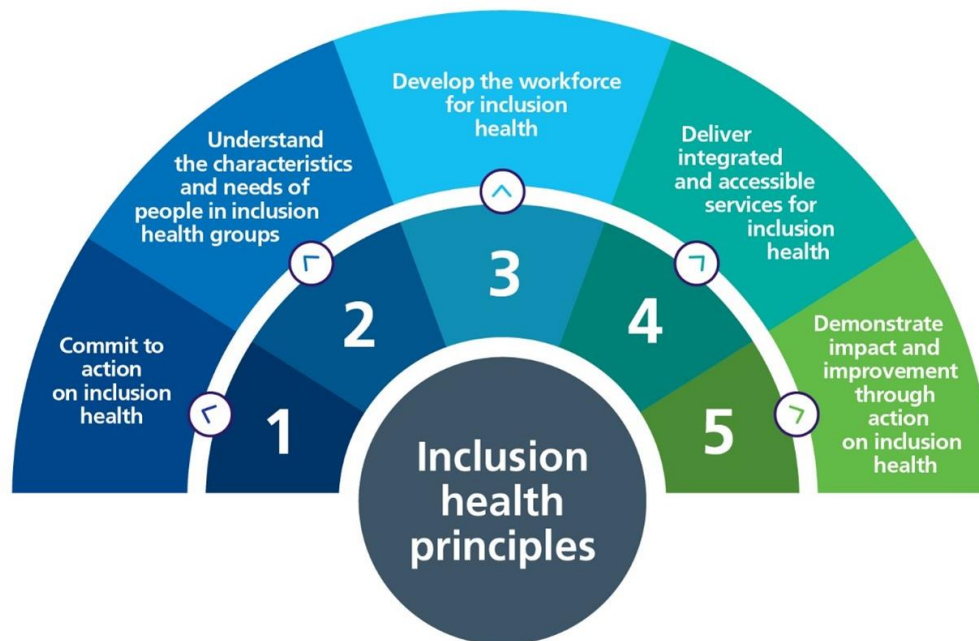 1
Commit to
action
on inclusion
health
2
Understand
the characteristics
and needs of
people in inclusion
health groups
3
Develop the workforce
for inclusion
health
4
Deliver
integrated
and accessible
services for
inclusion
health
5
Demonstrate
impact and
improvement
through
action
on inclusion
health
Inclusion
health
principles